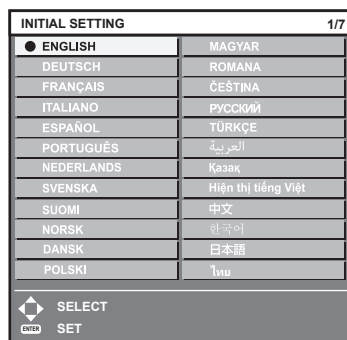 INITIAL SETTING 1/7
ENGLISH
DEUTSCH
FRANÇAIS
ITALIANO
ESPAÑOL
PORTUGUÊS
NEDERLANDS
SVENSKA
SUOMI
NORSK
DANSK
POLSKI
MAGYAR
ROMANA
ČEŠTINA
РУССКИЙ
TÜRKÇE
العربية
Қазақ
Hiện thị tiếng Việt
中文
한국어
日本語
ไทย
SELECT
ENTER SET